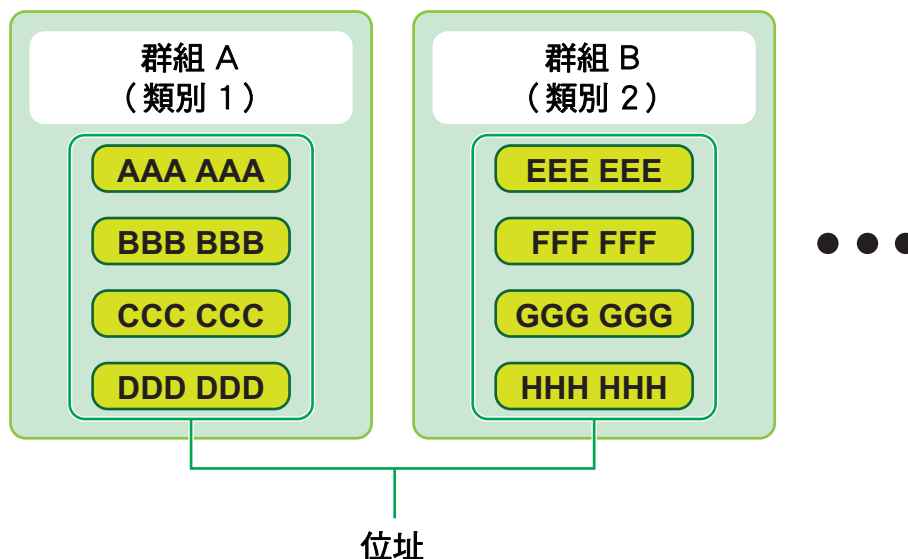 群組 A
（類別 1）
AAA AAA
BBB BBB
CCC CCC
DDD DDD
群組 B
（類別 2）
EEE EEE
FFF FFF
GGG GGG
HHH HHH
位址